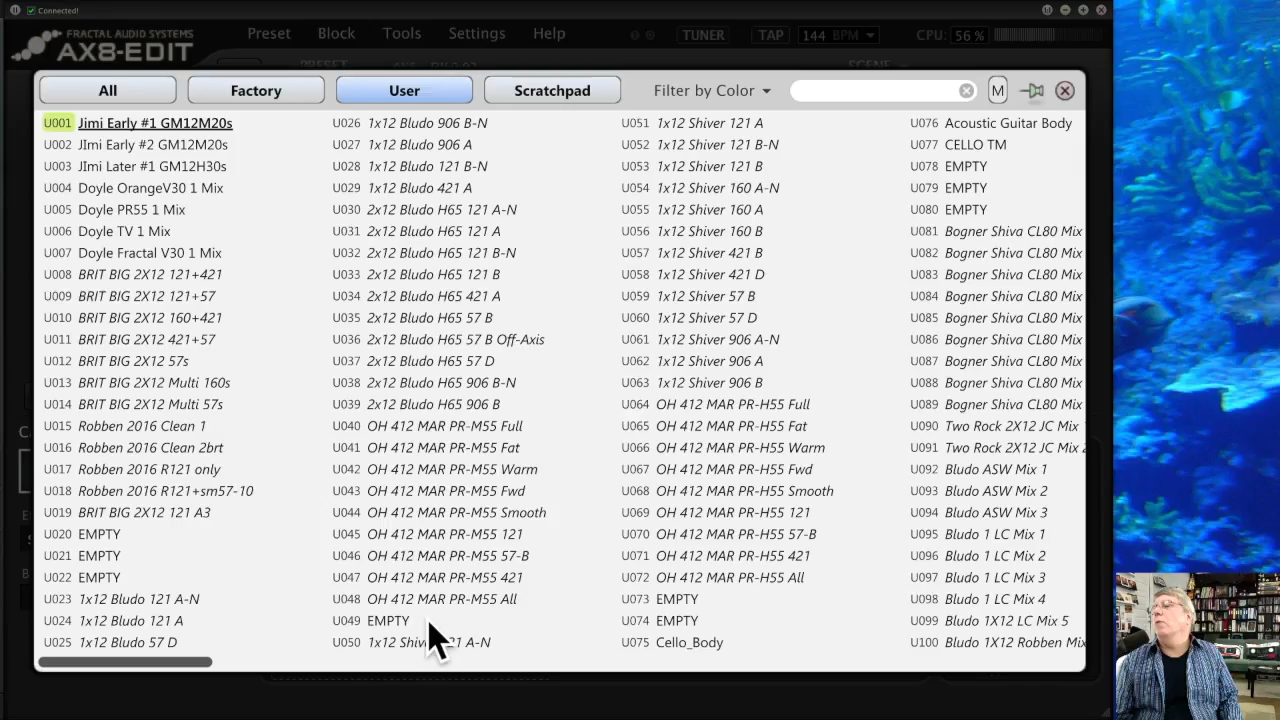 Connected!
FRACTAL AUDIO SYSTEMS
AX8-EDIT
Preset Block Tools Settings Help
TUNER TAP 144 BPM CPU: 56 %
All Factory User Scratchpad Filter by Color M
U001 Jimi Early #1 GM12M20s
U002 JImi Early #2 GM12M20s
U003 JImi Later #1 GM12H30s
U004 Doyle OrangeV30 1 Mix
U005 Doyle PR55 1 Mix
U006 Doyle TV 1 Mix
U007 Doyle Fractal V30 1 Mix
U008 BRIT BIG 2X12 121+421
U009 BRIT BIG 2X12 121+57
U010 BRIT BIG 2X12 160+421
U011 BRIT BIG 2X12 421+57
U012 BRIT BIG 2X12 57s
U013 BRIT BIG 2X12 Multi 160s
U014 BRIT BIG 2X12 Multi 57s
U015 Robben 2016 Clean 1
U016 Robben 2016 Clean 2brt
U017 Robben 2016 R121 only
U018 Robben 2016 R121+sm57-10
U019 BRIT BIG 2X12 121 A3
U020 EMPTY
U021 EMPTY
U022 EMPTY
U023 1x12 Bludo 121 A-N
U024 1x12 Bludo 121 A
U025 1x12 Bludo 57 D
U026 1x12 Bludo 906 B-N
U027 1x12 Bludo 906 A
U028 1x12 Bludo 121 B-N
U029 1x12 Bludo 421 A
U030 2x12 Bludo H65 121 A-N
U031 2x12 Bludo H65 121 A
U032 2x12 Bludo H65 121 B-N
U033 2x12 Bludo H65 121 B
U034 2x12 Bludo H65 421 A
U035 2x12 Bludo H65 57 B
U036 2x12 Bludo H65 57 B Off-Axis
U037 2x12 Bludo H65 57 D
U038 2x12 Bludo H65 906 B-N
U039 2x12 Bludo H65 906 B
U040 OH 412 MAR PR-M55 Full
U041 OH 412 MAR PR-M55 Fat
U042 OH 412 MAR PR-M55 Warm
U043 OH 412 MAR PR-M55 Fwd
U044 OH 412 MAR PR-M55 Smooth
U045 OH 412 MAR PR-M55 121
U046 OH 412 MAR PR-M55 57-B
U047 OH 412 MAR PR-M55 421
U048 OH 412 MAR PR-M55 All
U049 EMPTY
U050 1x12 121 A-N
U051 1x12 Shiver 121 A
U052 1x12 Shiver 121 B-N
U053 1x12 Shiver 121 B
U054 1x12 Shiver 160 A-N
U055 1x12 Shiver 160 A
U056 1x12 Shiver 160 B
U057 1x12 Shiver 421 B
U058 1x12 Shiver 421 D
U059 1x12 Shiver 57 B
U060 1x12 Shiver 57 D
U061 1x12 Shiver 906 A-N
U062 1x12 Shiver 906 A
U063 1x12 Shiver 906 B
U064 OH 412 MAR PR-H55 Full
U065 OH 412 MAR PR-H55 Fat
U066 OH 412 MAR PR-H55 Warm
U067 OH 412 MAR PR-H55 Fwd
U068 OH 412 MAR PR-H55 Smooth
U069 OH 412 MAR PR-H55 121
U070 OH 412 MAR PR-H55 57-B
U071 OH 412 MAR PR-H55 421
U072 OH 412 MAR PR-H55 All
U073 EMPTY
U074 EMPTY
U075 Cello_Body
U076 Acoustic Guitar Body
U077 CELLO TM
U078 EMPTY
U079 EMPTY
U080 EMPTY
U081 Bogner Shiva CL80 Mix
U082 Bogner Shiva CL80 Mix
U083 Bogner Shiva CL80 Mix
U084 Bogner Shiva CL80 Mix
U085 Bogner Shiva CL80 Mix
U086 Bogner Shiva CL80 Mix
U087 Bogner Shiva CL80 Mix
U088 Bogner Shiva CL80 Mix
U089 Bogner Shiva CL80 Mix
U090 Two Rock 2X12 JC Mix
U091 Two Rock 2X12 JC Mix
U092 Bludo ASW Mix 1
U093 Bludo ASW Mix 2
U094 Bludo ASW Mix 3
U095 Bludo 1 LC Mix 1
U096 Bludo 1 LC Mix 2
U097 Bludo 1 LC Mix 3
U098 Bludo 1 LC Mix 4
U099 Bludo 1X12 LC Mix 5
U100 Bludo 1X12 Robben Mix